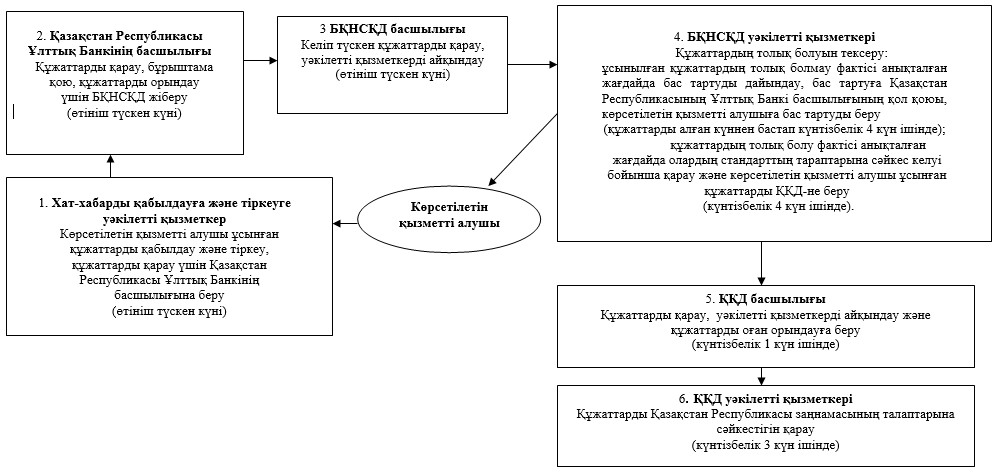 2. Қазақстан Республикасы
Ұлттық Банкінің басшылығы
Құжаттарды қарау, бұрыштама
қою, құжаттарды орындау
үшін БҚНСҚД жіберу
(өтініш түскен күні)
3 БҚНСҚД басшылығы
Келіп түскен құжаттарды қарау,
уәкілетті қызметкерді айқындау
(өтініш түскен күні)
4. БҚНСҚД уәкілетті қызметкері
Құжаттардың толық болуын тексеру:
ұсынылған құжаттардың толық болмау фактісі анықталған
жағдайда бас тартуды дайындау, бас тартуға Қазақстан
Республикасының Ұлттық Банкі басшылығының қол қоюы,
көрсетілетін қызметті алушыға бас тартуды беру
(құжаттарды алған күннен бастап күнтізбелік 4 күн ішінде);
құжаттардың толық болу фактісі анықталған
жағдайда олардың стандарттың тараптарына сәйкес келуі
бойынша қарау және көрсетілетін қызметті алушы ұсынған
құжаттарды ҚҚД-не беру
(күнтізбелік 4 күн ішінде).
1. Хат-хабарды қабылдауға және тіркеуге
уәкілетті қызметкер
Көрсетілетін қызметті алушы ұсынған
құжаттарды қабылдау және тіркеу,
құжаттарды қарау үшін Қазақстан
Республикасы Ұлттық Банкінің
басшылығына беру
(өтініш түскен күні)
Көрсетілетін
қызметті алушы
5. ҚҚД басшылығы
Құжаттарды қарау, уәкілетті қызметкерді айқындау және
құжаттарды оған орындауға беру
(күнтізбелік 1 күн ішінде)
6. ҚҚД уәкілетті қызметкері
Құжаттарды Қазақстан Республикасы заңнамасының талаптарына
сәйкестігін қарау
(күнтізбелік 3 күн ішінде)